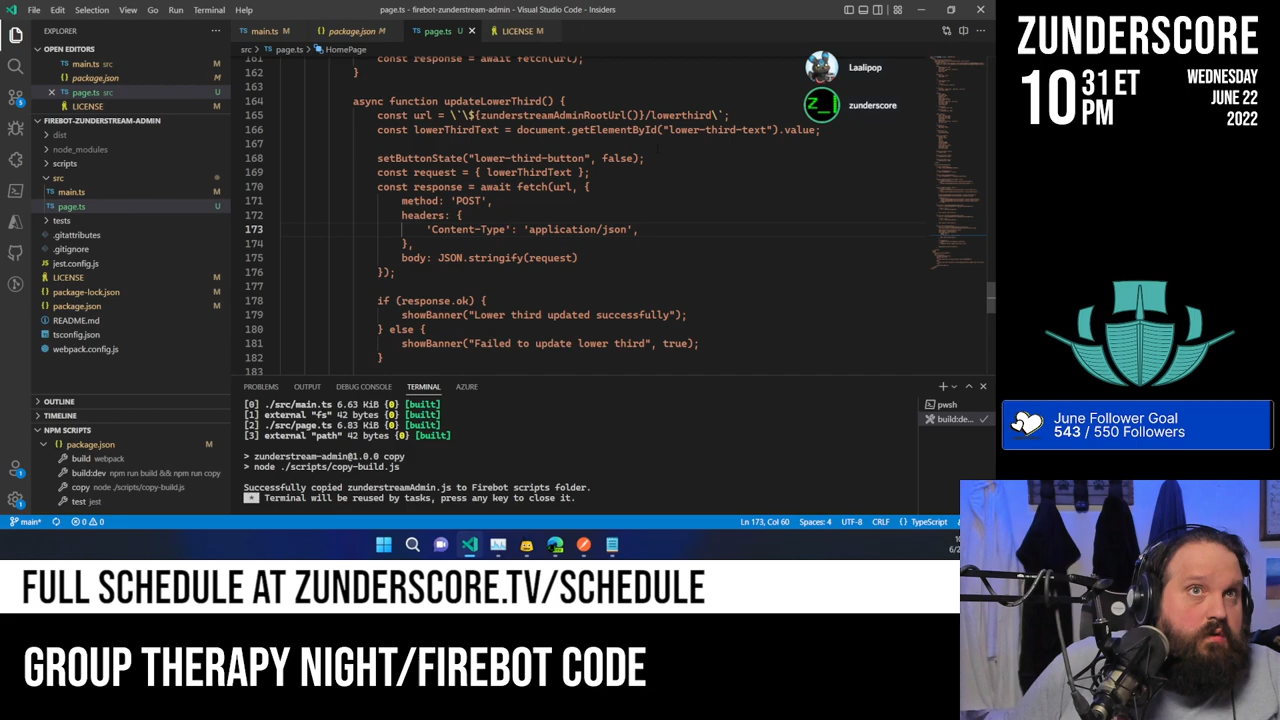 File Edit Selection View Go Run Terminal Help
page.ts - firebot-zunderstream-admin - Visual Studio Code - Insiders
EXPLORER
OPEN EDITORS
main.ts src M
package.json M
page.ts src U
LICENSE M
FIREBOT-ZUNDERSTREAM-ADMIN
dist
node_modules
scripts
src
main.ts M
page.ts U
tests
.gitattributes
.gitignore
jest.config.js
LICENSE M
package-lock.json M
package.json M
README.md
tsconfig.json
webpack.config.js
OUTLINE
TIMELINE
NPM SCRIPTS
package.json M
build webpack
build:dev npm run build && npm run copy
copy node ./scripts/copy-build.js
test jest
main.ts M
package.json M
page.ts U
LICENSE M
src > page.ts > HomePage
161 const response = await fetch(url);
162 }
163
164 async function updateLowerThird() {
165 const url = \`\${zunderstreamAdminRootUrl()}/lowerthird\`;
166 const lowerThirdText = document.getElementById("lower-third-text").value;
167
168 setButtonState("lower-third-button", false);
169 const request = { lowerThirdText };
170 const response = await fetch(url, {
171 method: 'POST',
172 headers: {
173 'Content-Type': 'application/json',
174 },
175 body: JSON.stringify(request)
176 });
177
178 if (response.ok) {
179 showBanner("Lower third updated successfully");
180 } else {
181 showBanner("Failed to update lower third", true);
182 }
183
Laalipop
zunderscore
PROBLEMS OUTPUT DEBUG CONSOLE TERMINAL AZURE
[0] ./src/main.ts 6.63 KiB {0} [built]
[1] external "fs" 42 bytes {0} [built]
[2] ./src/page.ts 6.83 KiB {0} [built]
[3] external "path" 42 bytes {0} [built]
> zunderstream-admin@1.0.0 copy
> node ./scripts/copy-build.js
Successfully copied zunderstreamAdmin.js to Firebot scripts folder.
* Terminal will be reused by tasks, press any key to close it.
pwsh
build:de...
main* 0 0
Ln 173, Col 60 Spaces: 4 UTF-8 CRLF {} TypeScript
ZUNDERSCORE
10 31 ET
PM
WEDNESDAY
JUNE 22
2022
June Follower Goal
543 / 550 Followers
FULL SCHEDULE AT ZUNDERSCORE.TV/SCHEDULE
GROUP THERAPY NIGHT/FIREBOT CODE